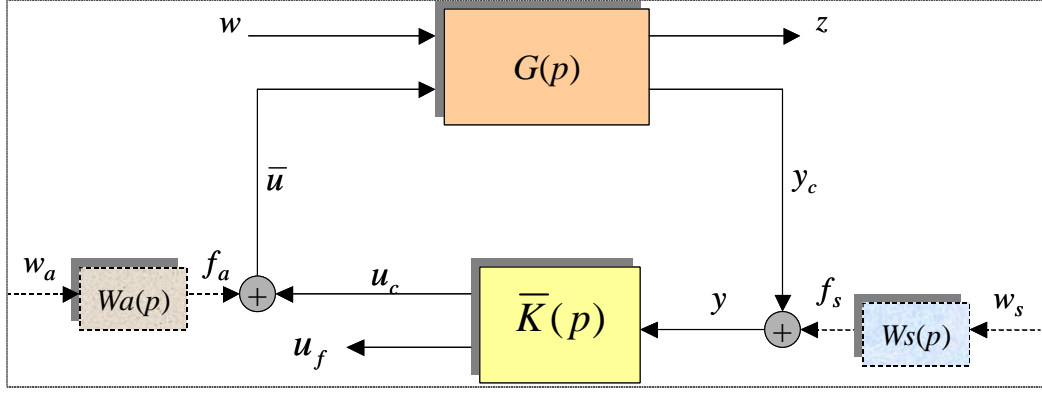 w
z
G(p)
u̅
y_c
w_a
f_a
Wa(p)
+
u_c
K̅(p)
y
f_s
w_s
+
Ws(p)
u_f